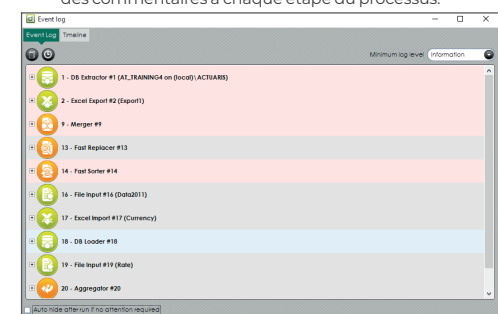 des commentaires à chaque étape du processus.
Event log
Event Log Timeline
Minimum log level Information
1 - DB Extractor #1 (AT_TRAINING4 on (local)\ACTUARIS)
2 - Excel Export #2 (Export1)
9 - Merger #9
13 - Fast Replacer #13
14 - Fast Sorter #14
16 - File Input #16 (Data2011)
17 - Excel Import #17 (Currency)
18 - DB Loader #18
19 - File Input #19 (Rate)
20 - Aggregator #20
Auto hide after run if no attention required